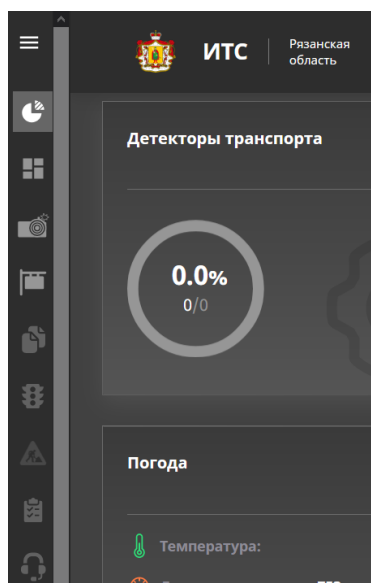 ИТС
Рязанская
область
Детекторы транспорта
0.0%
0/0
Погода
Температура: